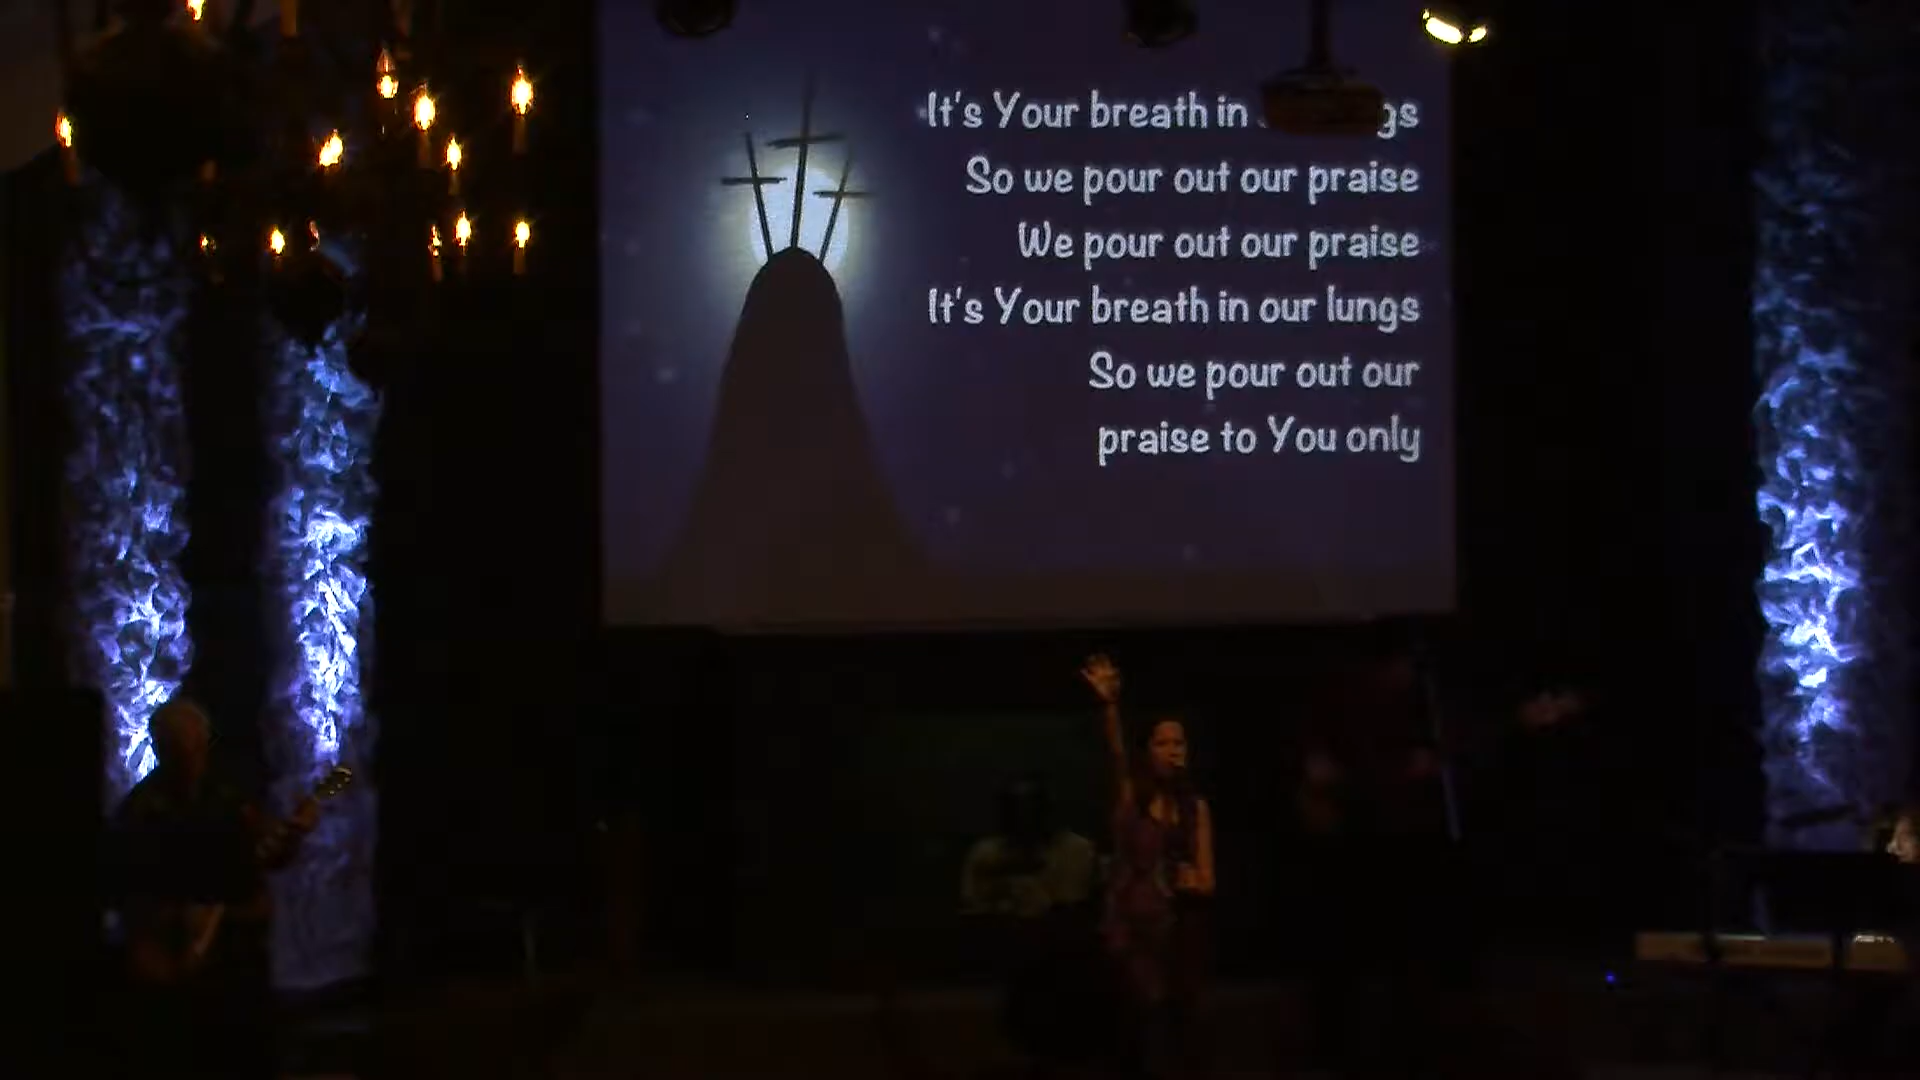 It's Your breath in gs
So we pour out our praise
We pour out our praise
It's Your breath in our lungs
So we pour out our
praise to You only